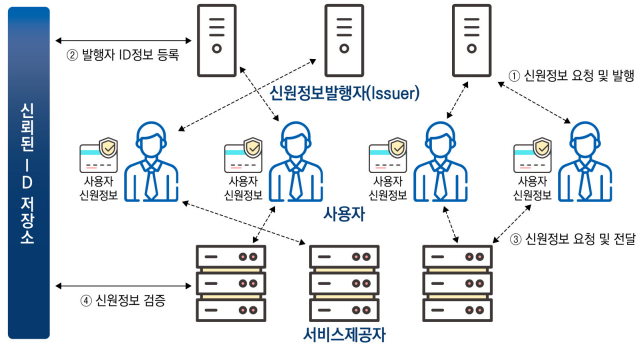 신뢰된 ID 저장소
② 발행자 ID정보 등록
신원정보발행자(Issuer)
① 신원정보 요청 및 발행
사용자
신원정보
사용자
신원정보
사용자
신원정보
사용자
신원정보
사용자
③ 신원정보 요청 및 전달
④ 신원정보 검증
서비스제공자